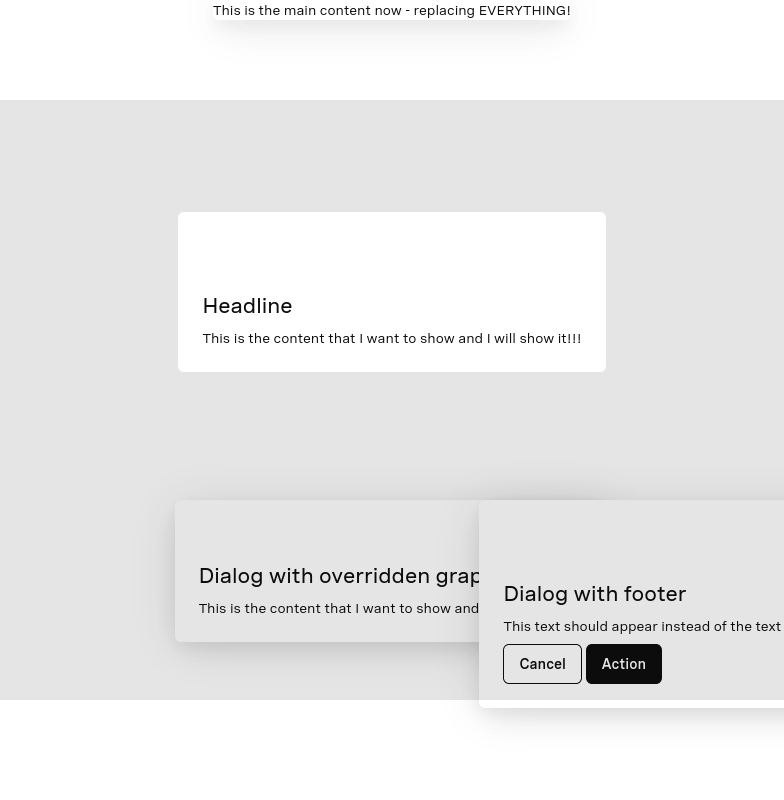 This is the main content now - replacing EVERYTHING!
Headline
This is the content that I want to show and I will show it!!!
Dialog with overridden grap
This is the content that I want to show and
Dialog with footer
This text should appear instead of the text
Cancel
Action